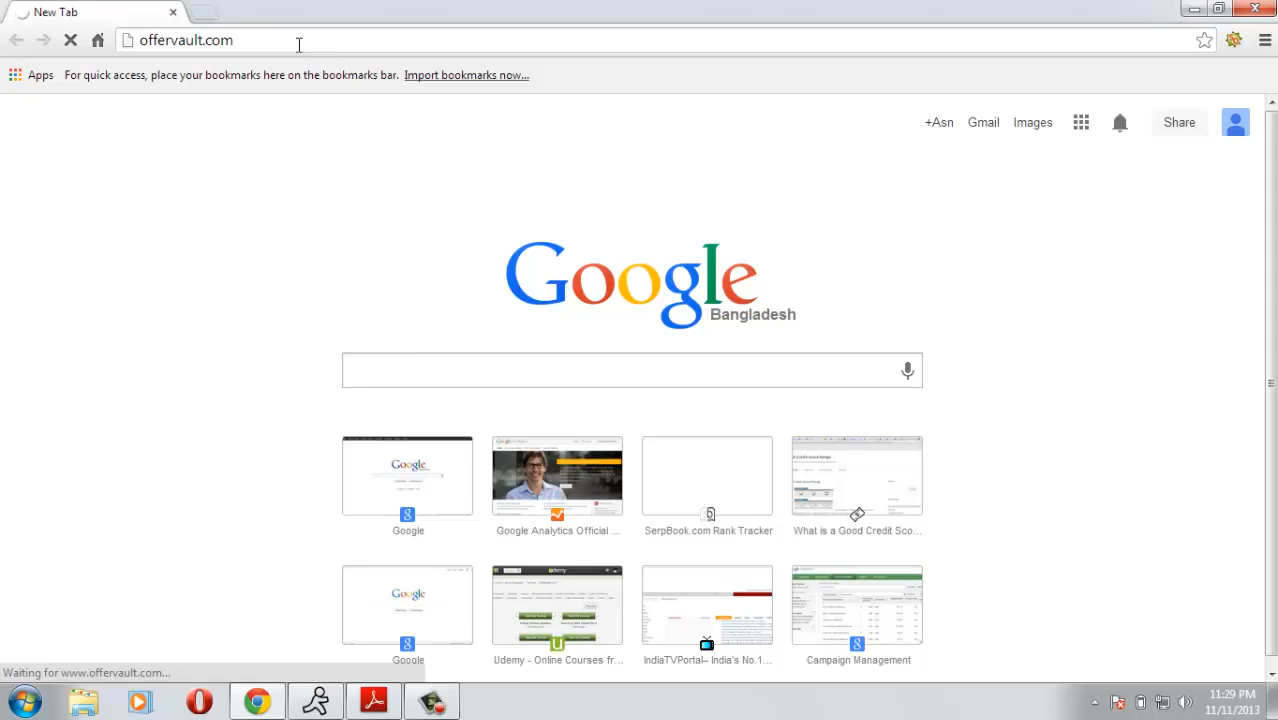 New Tab
offervault.com
Apps For quick access, place your bookmarks here on the bookmarks bar. Import bookmarks now...
+Asn Gmail Images Share
Google
Bangladesh
Google
Google Analytics Official ...
SerpBook.com Rank Tracker
What is a Good Credit Sco...
Google
Udemy - Online Courses fr...
IndiaTVPortal– India's No.1...
Campaign Management
Waiting for www.offervault.com...
11:29 PM
11/11/2013